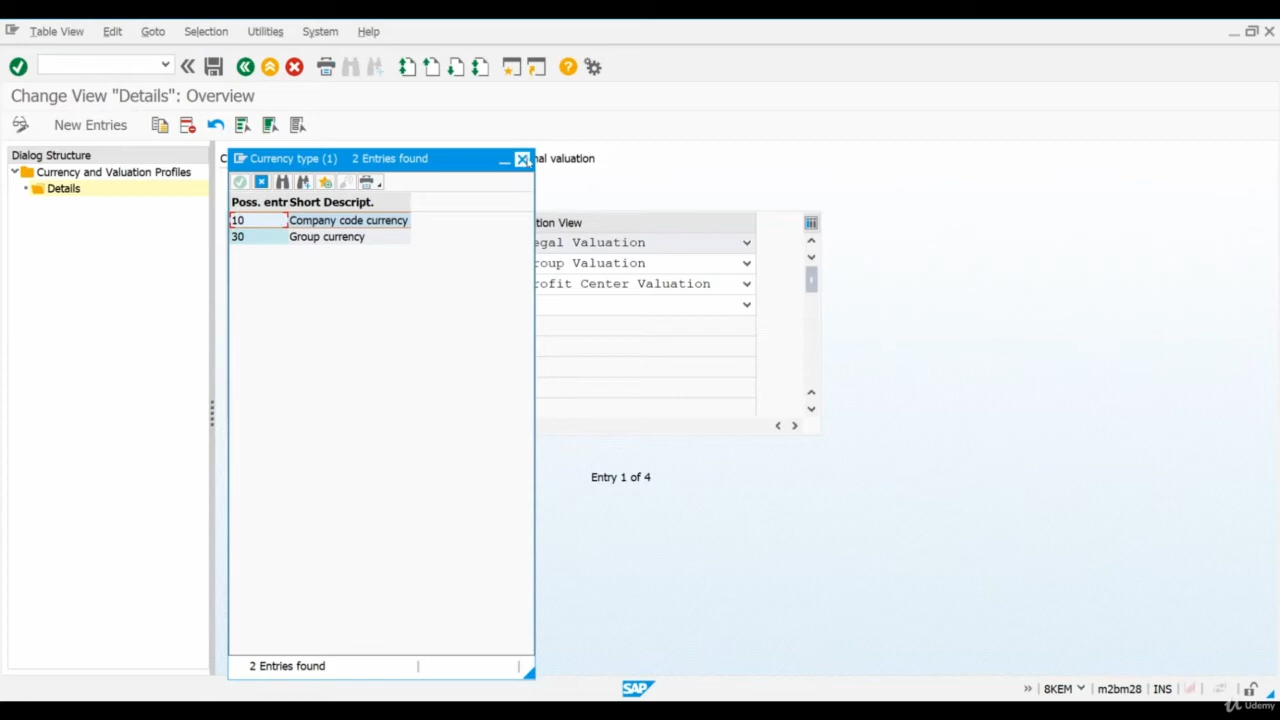 Table View Edit Goto Selection Utilities System Help
Change View "Details": Overview
New Entries
Dialog Structure
Currency and Valuation Profiles
Details
C
Currency type (1) 2 Entries found
nal valuation
Poss. entr Short Descript.
10 Company code currency
30 Group currency
tion View
egal Valuation
roup Valuation
rofit Center Valuation
Entry 1 of 4
2 Entries found
SAP
8KEM m2bm28 INS
Udemy